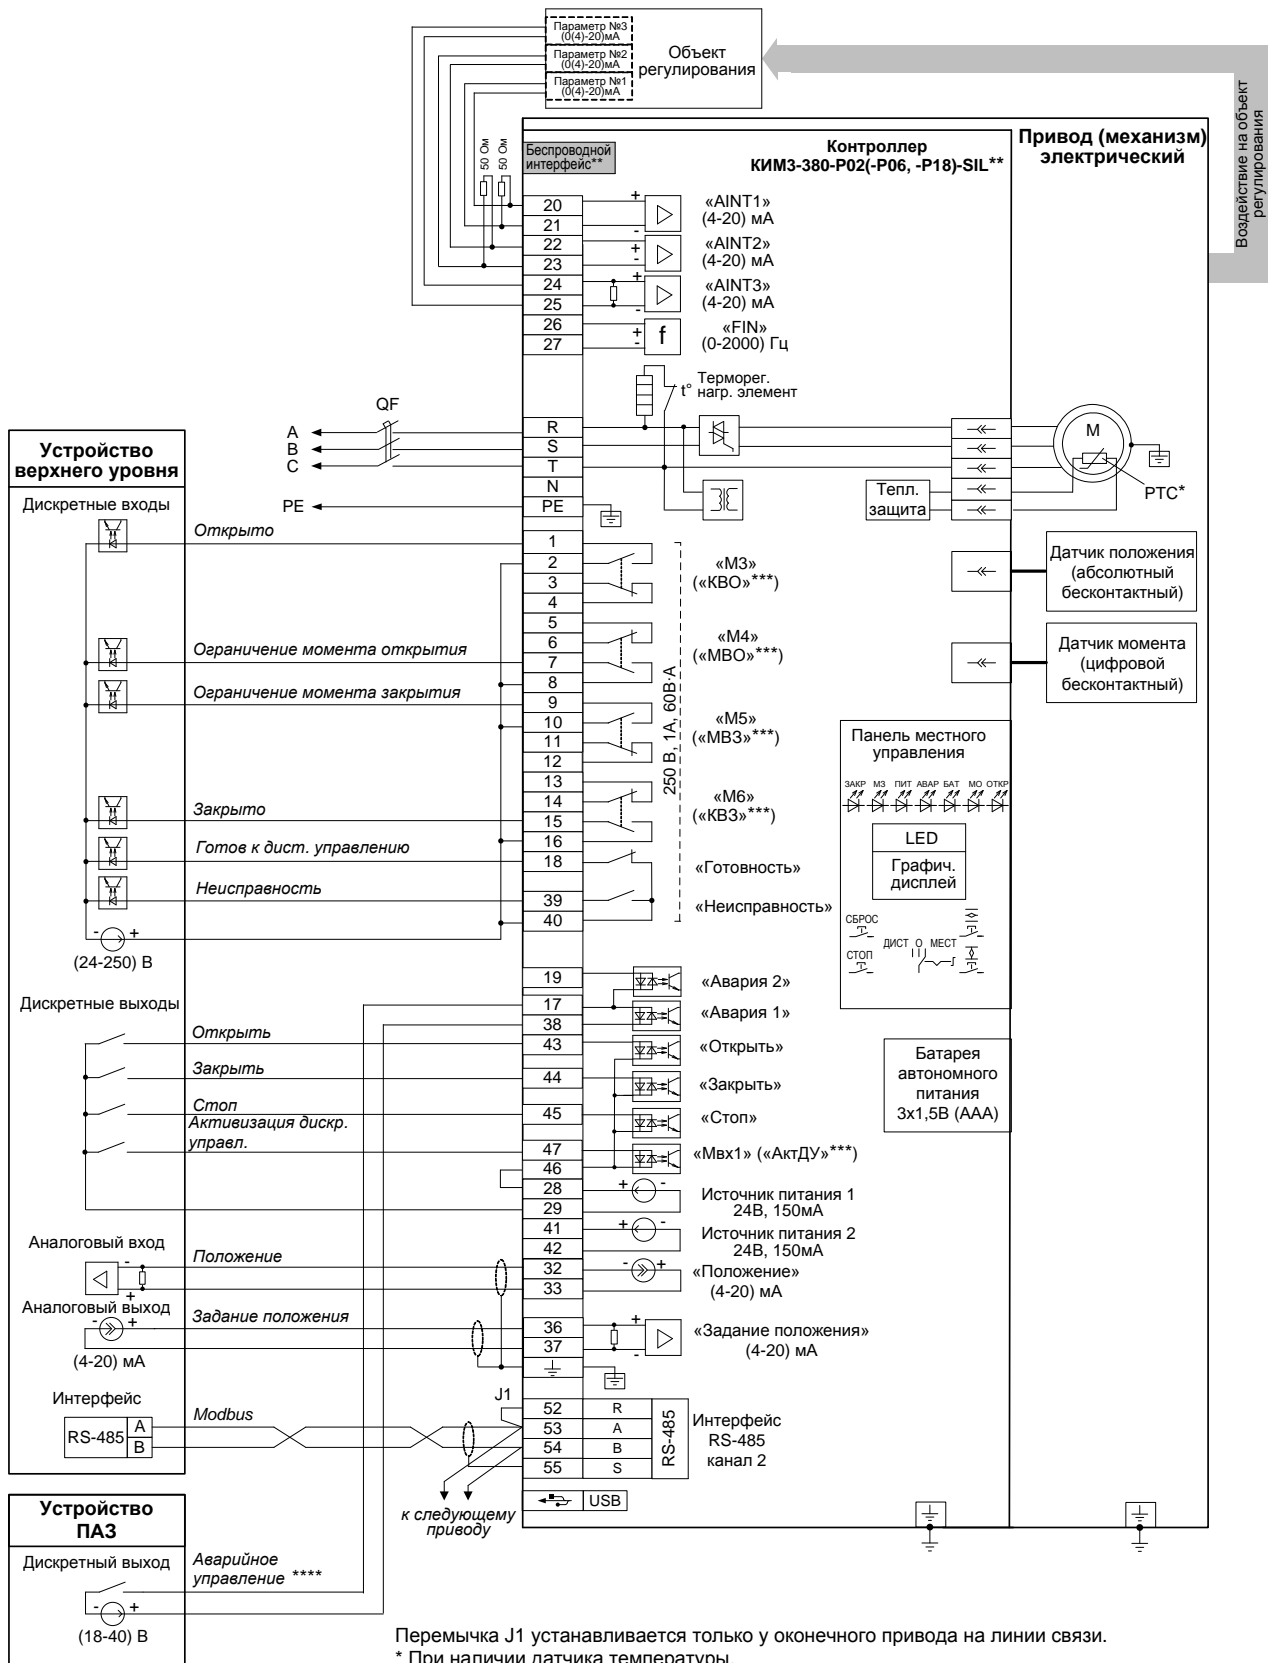 Параметр №3
(0(4)-20)мА
Параметр №2
(0(4)-20)мА
Параметр №1
(0(4)-20)мА
Объект
регулирования
Воздействие на объект
регулирования
50 Ом
50 Ом
Беспроводной
интерфейс**
Контроллер
КИМ3-380-Р02(-Р06, -Р18)-SIL**
Привод (механизм)
электрический
20
21
22
23
24
25
26
27
+
-
+
-
+
-
+
-
f
«AINT1»
(4-20) мА
«AINT2»
(4-20) мА
«AINT3»
(4-20) мА
«FIN»
(0-2000) Гц
t°
Терморег.
нагр. элемент
QF
A
B
C
PE
R
S
T
N
PE
M
PTC*
Тепл.
защита
Датчик положения
(абсолютный
бесконтактный)
Датчик момента
(цифровой
бесконтактный)
Устройство
верхнего уровня
Дискретные входы
Открыто
Ограничение момента открытия
Ограничение момента закрытия
Закрыто
Готов к дист. управлению
Неисправность
- +
(24-250) В
1
2
3
4
5
6
7
8
9
10
11
12
13
14
15
16
18
39
40
«М3»
(«КВО»***)
«М4»
(«МВО»***)
«М5»
(«МВЗ»***)
«М6»
(«КВЗ»***)
«Готовность»
«Неисправность»
250 В, 1А, 60В·А
Панель местного
управления
ЗАКР МЗ ПИТ АВАР БАТ МО ОТКР
LED
Графич.
дисплей
СБРОС
СТОП
ДИСТ О МЕСТ
Дискретные выходы
Открыть
Закрыть
Стоп
Активизация дискр.
управл.
19
17
38
43
44
45
47
46
28
29
41
42
32
33
36
37
«Авария 2»
«Авария 1»
«Открыть»
«Закрыть»
«Стоп»
«Мвх1» («АктДУ»***)
+ -
Источник питания 1
24В, 150мА
+ -
Источник питания 2
24В, 150мА
- +
«Положение»
(4-20) мА
+
-
«Задание положения»
(4-20) мА
Батарея
автономного
питания
3х1,5В (ААА)
Аналоговый вход
-
+
Положение
Аналоговый выход
- +
(4-20) мА
Задание положения
Интерфейс
RS-485
A
B
Modbus
J1
52 R
53 A
54 B
55 S
RS-485
Интерфейс
RS-485
канал 2
USB
к следующему
приводу
Устройство
ПАЗ
Дискретный выход
- +
(18-40) В
Аварийное
управление ****
Перемычка J1 устанавливается только у оконечного привода на линии связи.
* При наличии датчика температуры.